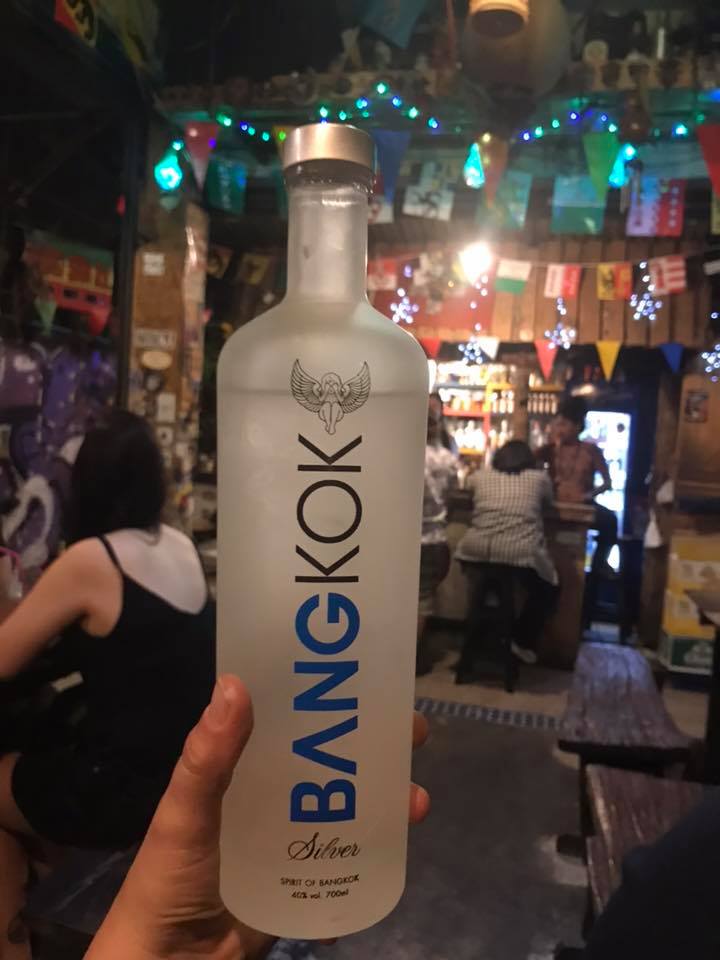 BANGKOK
Silver
SPIRIT OF BANGKOK
40% vol. 700ml